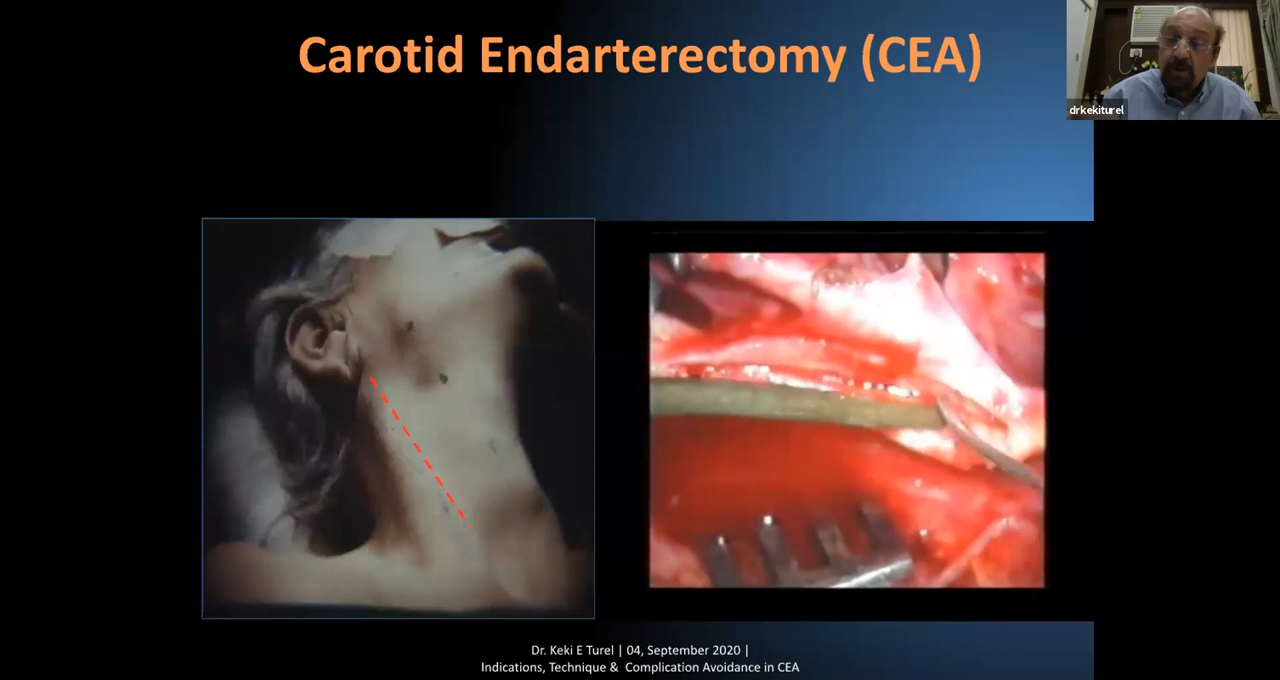 Carotid Endarterectomy (CEA)
drkekiturel
Dr. Keki E Turel | 04, September 2020 |
Indications, Technique & Complication Avoidance in CEA